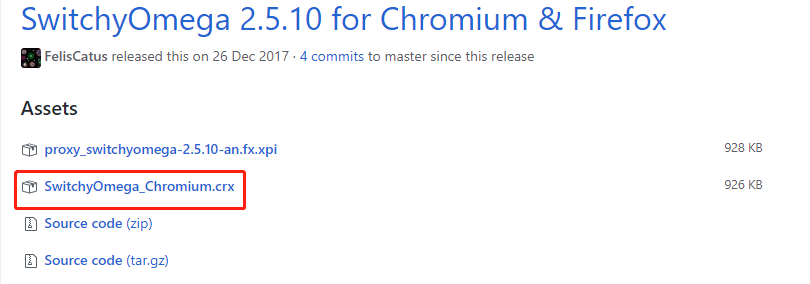 SwitchyOmega 2.5.10 for Chromium & Firefox
FelisCatus released this on 26 Dec 2017 · 4 commits to master since this release
Assets
proxy_switchyomega-2.5.10-an.fx.xpi 928 KB
SwitchyOmega_Chromium.crx 926 KB
Source code (zip)
Source code (tar.gz)